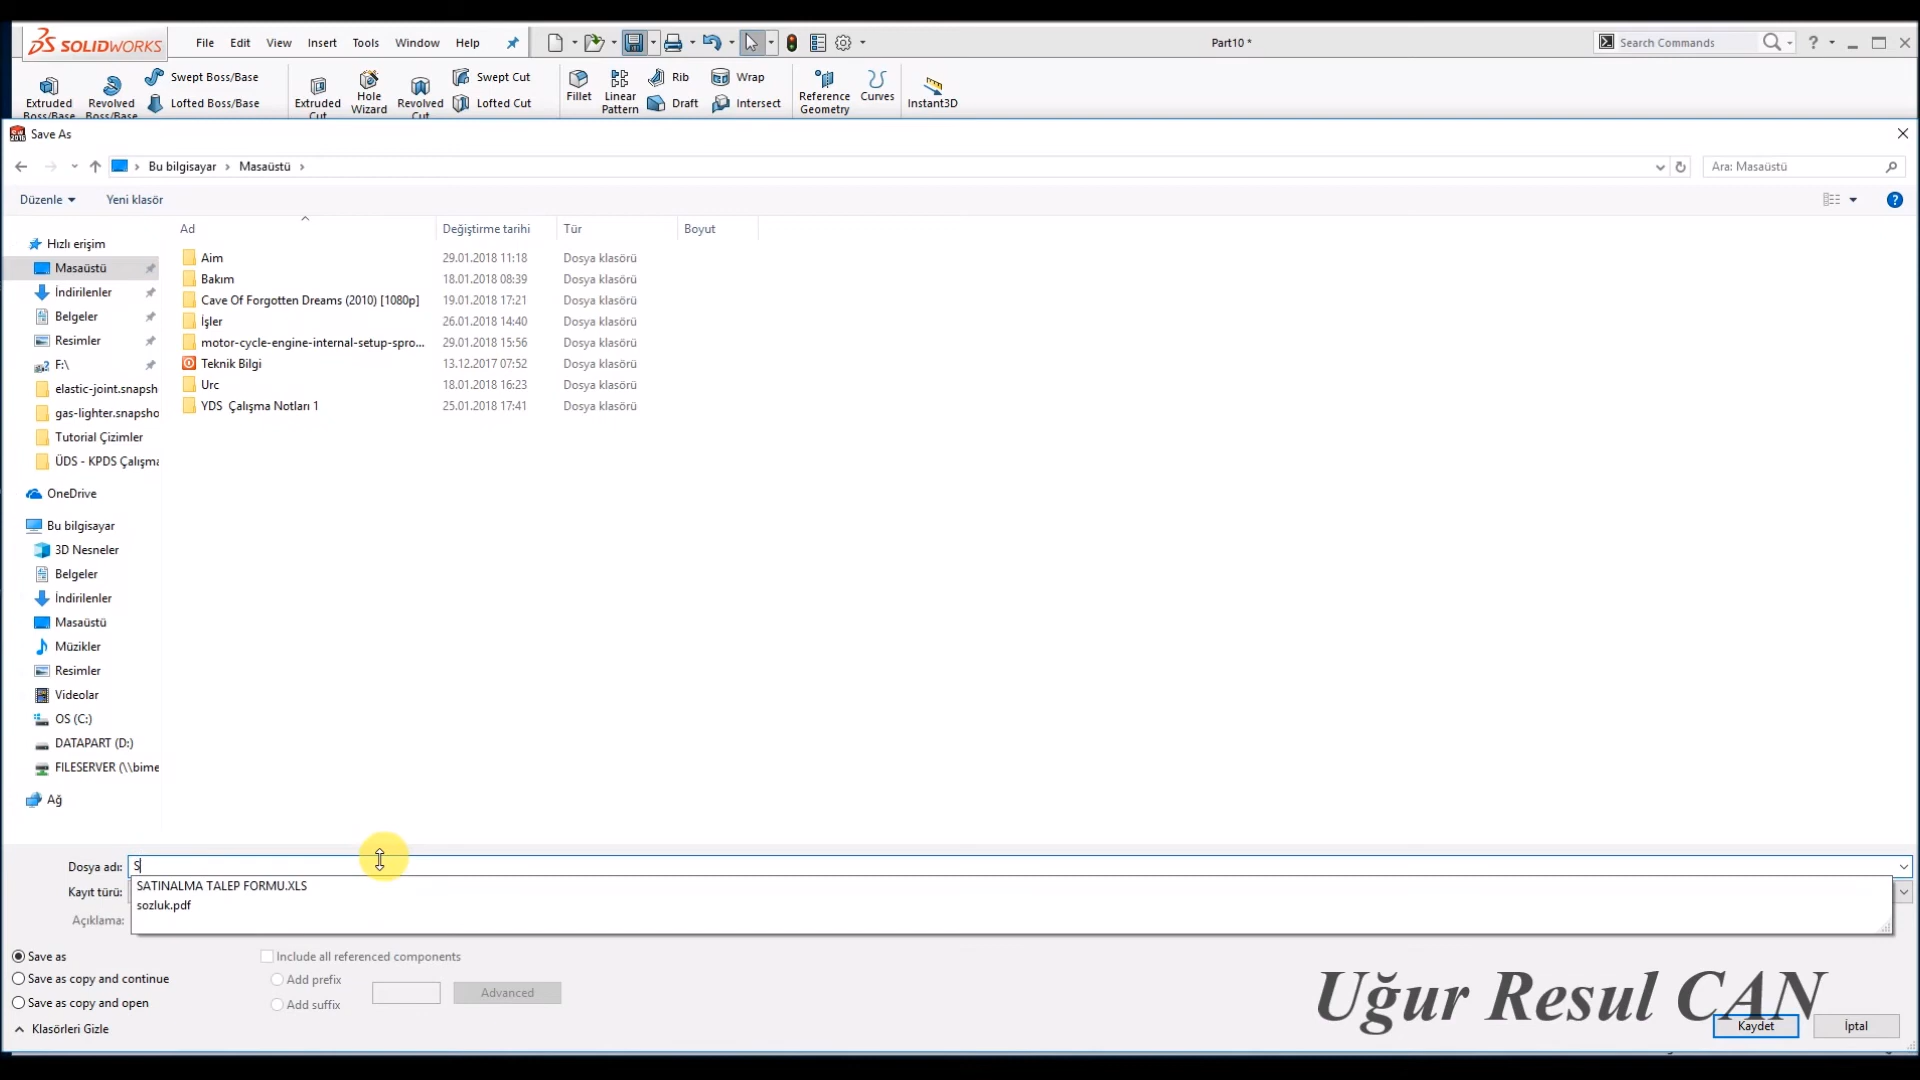 SOLIDWORKS File Edit View Insert Tools Window Help Part10 * Search Commands ?
Extruded Boss/Base
Revolved Boss/Base
Swept Boss/Base
Lofted Boss/Base
Extruded Cut
Hole Wizard
Revolved Cut
Swept Cut
Lofted Cut
Fillet
Linear Pattern
Rib
Draft
Wrap
Intersect
Reference Geometry
Curves
Instant3D
Save As
Bu bilgisayar › Masaüstü ›
Ara: Masaüstü
Düzenle Yeni klasör
Ad Değiştirme tarihi Tür Boyut
Hızlı erişim
Masaüstü
İndirilenler
Belgeler
Resimler
F:\
elastic-joint.snapsh
gas-lighter.snapsho
Tutorial Çizimler
ÜDS - KPDS Çalışma
OneDrive
Bu bilgisayar
3D Nesneler
Belgeler
İndirilenler
Masaüstü
Müzikler
Resimler
Videolar
OS (C:)
DATAPART (D:)
FILESERVER (\\bime
Ağ
Aim 29.01.2018 11:18 Dosya klasörü
Bakım 18.01.2018 08:39 Dosya klasörü
Cave Of Forgotten Dreams (2010) [1080p] 19.01.2018 17:21 Dosya klasörü
İşler 26.01.2018 14:40 Dosya klasörü
motor-cycle-engine-internal-setup-spro... 29.01.2018 15:56 Dosya klasörü
Teknik Bilgi 13.12.2017 07:52 Dosya klasörü
Urc 18.01.2018 16:23 Dosya klasörü
YDS Çalışma Notları 1 25.01.2018 17:41 Dosya klasörü
Dosya adı: S
SATINALMA TALEP FORMU.XLS
Kayıt türü:
sozluk.pdf
Açıklama:
Save as
Save as copy and continue
Save as copy and open
Include all referenced components
Add prefix
Add suffix
Advanced
Klasörleri Gizle
Uğur Resul CAN
Kaydet İptal